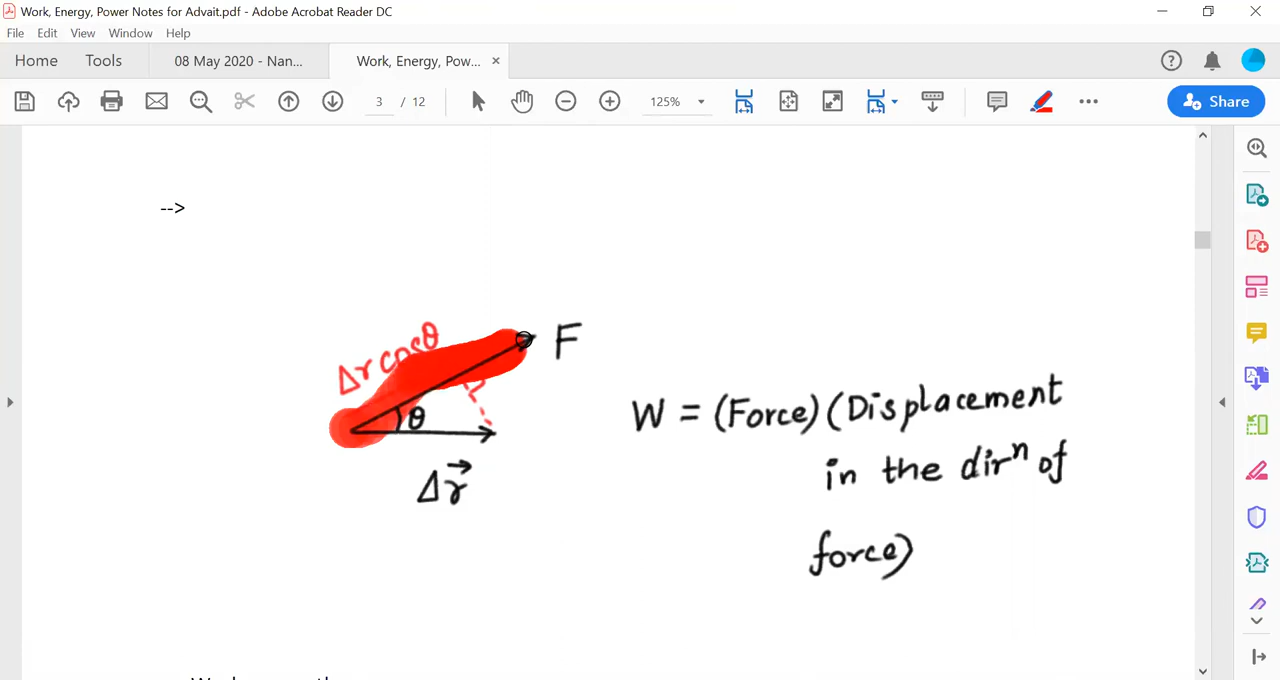 Work, Energy, Power Notes for Advait.pdf - Adobe Acrobat Reader DC
File Edit View Window Help
Home Tools 08 May 2020 - Nan... Work, Energy, Pow... ×
3 / 12 125% Share
-->
Δr cosθ
F
θ
Δr⃗
W = (Force) (Displacement
in the dirⁿ of
force)